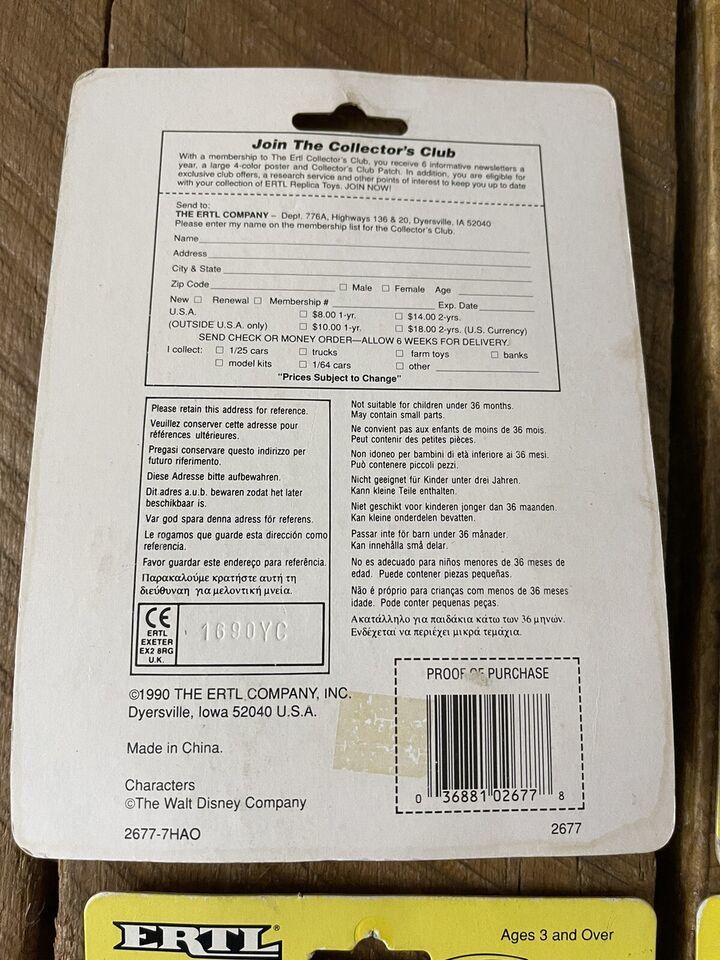 Join The Collector's Club
With a membership to The Ertl Collector's Club, you receive 6 informative newsletters a
year, a large 4-color poster and Collector's Club Patch. In addition, you are eligible for
exclusive club offers, a research service and other points of interest to keep you up to date
with your collection of ERTL Replica Toys. JOIN NOW!
Send to:
THE ERTL COMPANY – Dept. 776A, Highways 136 & 20, Dyersville, IA 52040
Please enter my name on the membership list for the Collector's Club.
Name
Address
City & State
Zip Code □ Male □ Female Age
New □ Renewal □ Membership # Exp. Date
U.S.A. □ $8.00 1-yr. □ $14.00 2-yrs.
(OUTSIDE U.S.A. only) □ $10.00 1-yr. □ $18.00 2-yrs. (U.S. Currency)
SEND CHECK OR MONEY ORDER—ALLOW 6 WEEKS FOR DELIVERY.
I collect: □ 1/25 cars □ trucks □ farm toys □ banks
□ model kits □ 1/64 cars □ other
"Prices Subject to Change"
Please retain this address for reference.
Veuillez conserver cette adresse pour
références ultérieures.
Pregasi conservare questo indirizzo per
futuro riferimento.
Diese Adresse bitte aufbewahren.
Dit adres a.u.b. bewaren zodat het later
beschikbaar is.
Var god spara denna adress för referens.
Le rogamos que guarde esta dirección como
referencia.
Favor guardar este endereço para referência.
Παρακαλούμε κρατήστε αυτή τη
διεύθυναη για μελοντική μνεία.
CE
ERTL
EXETER
EX2 8RG
U.K.
1690YC
Not suitable for children under 36 months.
May contain small parts.
Ne convient pas aux enfants de moins de 36 mois.
Peut contenir des petites pièces.
Non idoneo per bambini di età inferiore ai 36 mesi.
Può contenere piccoli pezzi.
Nicht geeignet für Kinder unter drei Jahren.
Kann kleine Teile enthalten.
Niet geschikt voor kinderen jonger dan 36 maanden.
Kan kleine onderdelen bevatten.
Passar inte för barn under 36 månader.
Kan innehålla små delar.
No es adecuado para niños menores de 36 meses de
edad. Puede contener piezas pequeñas.
Não é próprio para crianças com menos de 36 meses
idade. Pode conter pequenas peças.
Ακατάλληλο για παιδάκια κάτω των 36 μηνών.
Ενδέχεται να περιέχει μικρά τεμάχια.
©1990 THE ERTL COMPANY, INC.
Dyersville, Iowa 52040 U.S.A.
Made in China.
Characters
©The Walt Disney Company
2677-7HAO
PROOF OF PURCHASE
0 36881 02677 8
2677
ERTL®
Ages 3 and Over